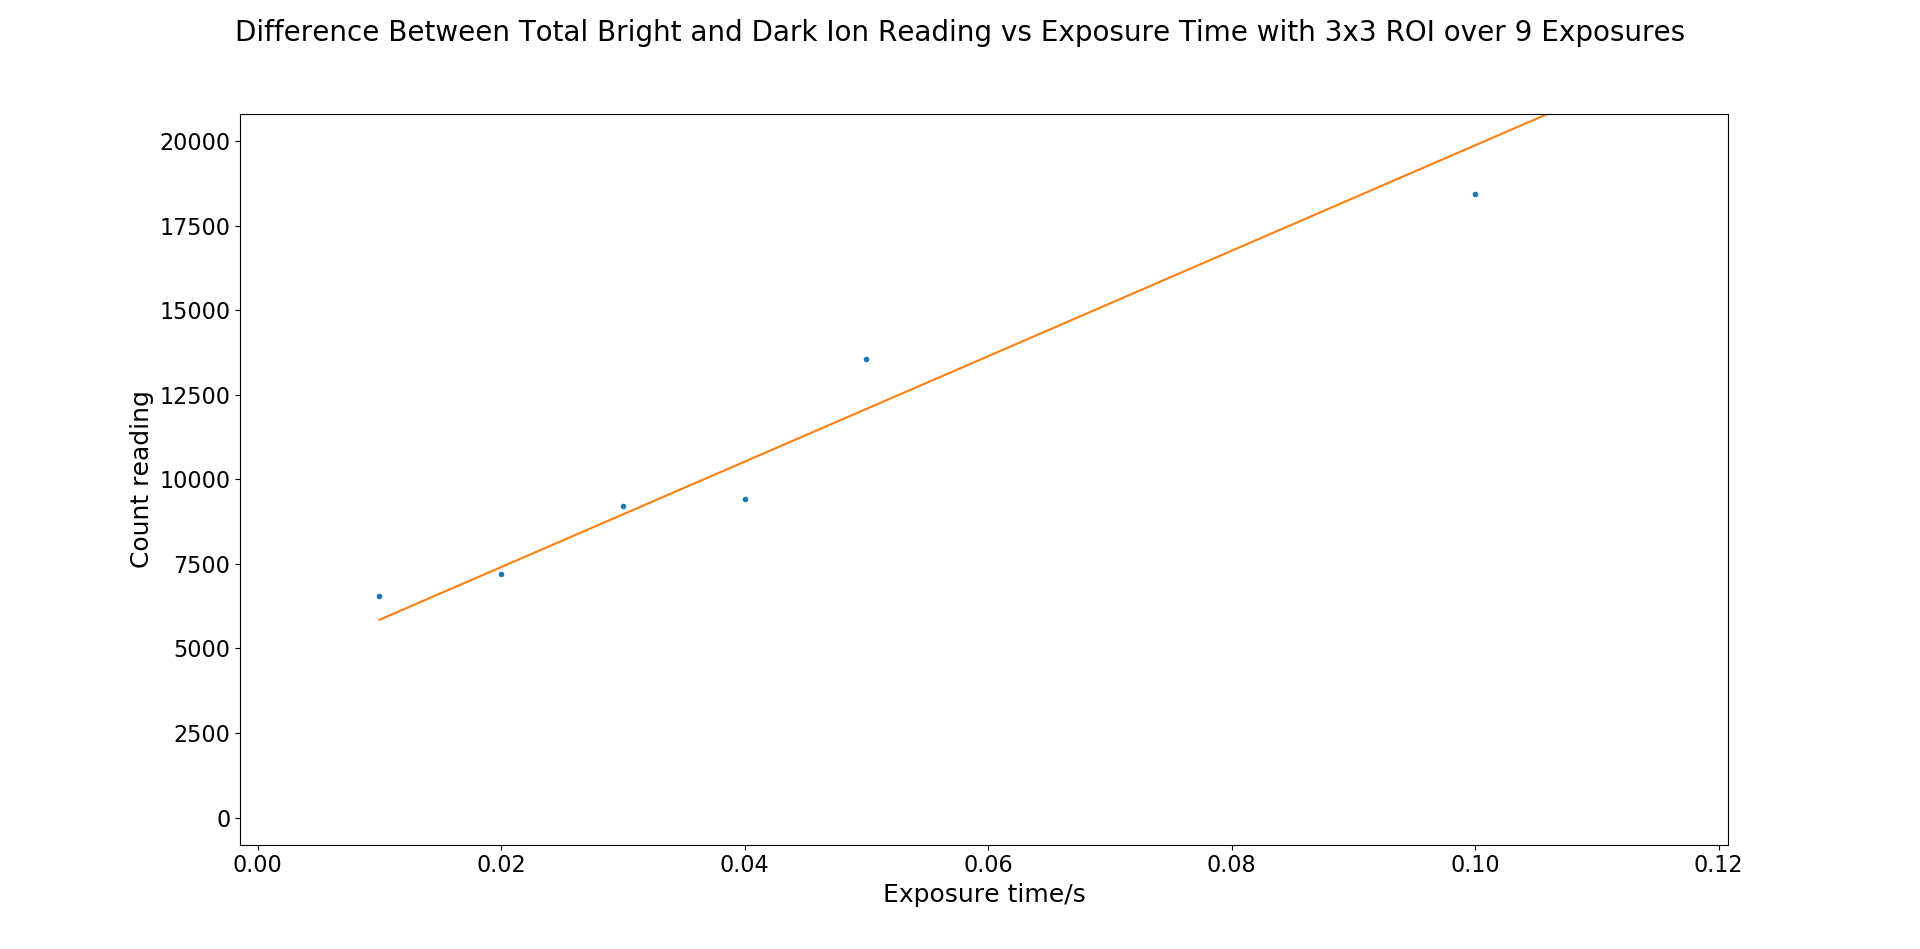 Difference Between Total Bright and Dark Ion Reading vs Exposure Time with 3x3 ROI over 9 Exposures
20000
17500
15000
12500
10000
7500
5000
2500
0
Count reading
0.00 0.02 0.04 0.06 0.08 0.10 0.12
Exposure time/s